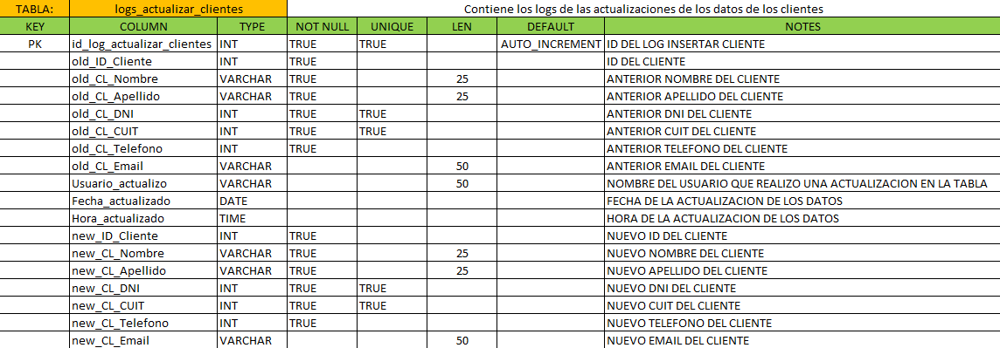 TABLA: logs_actualizar_clientes Contiene los logs de las actualizaciones de los datos de los clientes
KEY COLUMN TYPE NOT NULL UNIQUE LEN DEFAULT NOTES
PK id_log_actualizar_clientes INT TRUE TRUE AUTO_INCREMENT ID DEL LOG INSERTAR CLIENTE
old_ID_Cliente INT TRUE ID DEL CLIENTE
old_CL_Nombre VARCHAR TRUE 25 ANTERIOR NOMBRE DEL CLIENTE
old_CL_Apellido VARCHAR TRUE 25 ANTERIOR APELLIDO DEL CLIENTE
old_CL_DNI INT TRUE TRUE ANTERIOR DNI DEL CLIENTE
old_CL_CUIT INT TRUE TRUE ANTERIOR CUIT DEL CLIENTE
old_CL_Telefono INT TRUE ANTERIOR TELEFONO DEL CLIENTE
old_CL_Email VARCHAR 50 ANTERIOR EMAIL DEL CLIENTE
Usuario_actualizo VARCHAR 50 NOMBRE DEL USUARIO QUE REALIZO UNA ACTUALIZACION EN LA TABLA
Fecha_actualizado DATE FECHA DE LA ACTUALIZACION DE LOS DATOS
Hora_actualizado TIME HORA DE LA ACTUALIZACION DE LOS DATOS
new_ID_Cliente INT TRUE NUEVO ID DEL CLIENTE
new_CL_Nombre VARCHAR TRUE 25 NUEVO NOMBRE DEL CLIENTE
new_CL_Apellido VARCHAR TRUE 25 NUEVO APELLIDO DEL CLIENTE
new_CL_DNI INT TRUE TRUE NUEVO DNI DEL CLIENTE
new_CL_CUIT INT TRUE TRUE NUEVO CUIT DEL CLIENTE
new_CL_Telefono INT TRUE NUEVO TELEFONO DEL CLIENTE
new_CL_Email VARCHAR 50 NUEVO EMAIL DEL CLIENTE